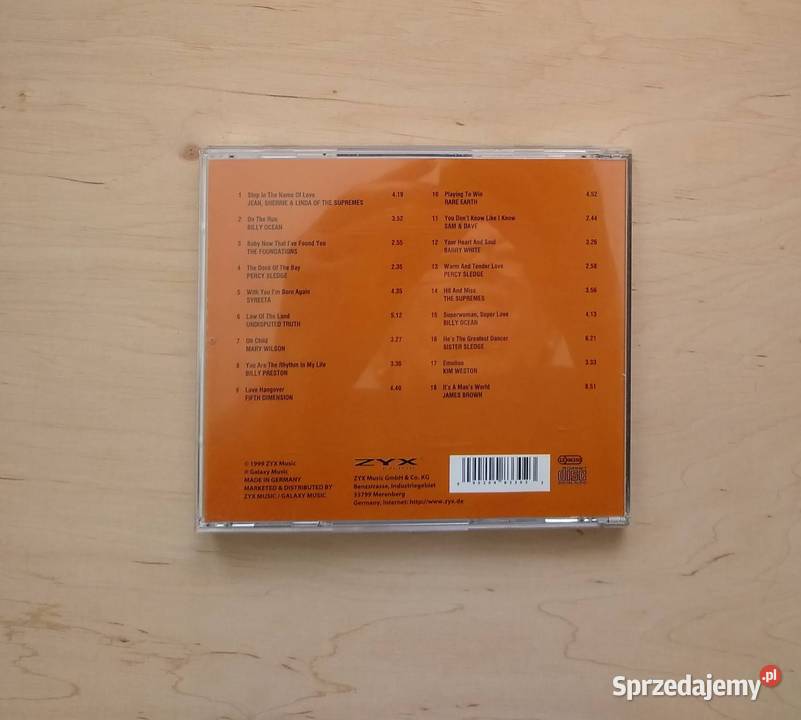 1 Stop In The Name Of Love 4.19
JEAN, SHERRIE & LINDA OF THE SUPREMES
2 On The Run 3.52
BILLY OCEAN
3 Baby Now That I've Found You 2.55
THE FOUNDATIONS
4 The Dock Of The Bay 2.35
PERCY SLEDGE
5 With You I'm Born Again 4.35
SYREETA
6 Law Of The Land 5.12
UNDISPUTED TRUTH
7 Oh Child 3.27
MARY WILSON
8 You Are The Rhythm In My Life 3.36
BILLY PRESTON
9 Love Hangover 4.40
FIFTH DIMENSION
10 Playing To Win 4.52
RARE EARTH
11 You Don't Know Like I Know 2.44
SAM & DAVE
12 Your Heart And Soul 3.26
BARRY WHITE
13 Warm And Tender Love 2.58
PERCY SLEDGE
14 Hit And Miss 3.56
THE SUPREMES
15 Superwoman, Super Love 4.13
BILLY OCEAN
16 He's The Greatest Dancer 6.21
SISTER SLEDGE
17 Emotion 3.33
KIM WESTON
18 It's A Man's World 8.51
JAMES BROWN
© 1999 ZYX Music
℗ Galaxy Music
MADE IN GERMANY
MARKETED & DISTRIBUTED BY
ZYX MUSIC / GALAXY MUSIC
ZYX
ZYX Music GmbH & Co. KG
Benzstrasse, Industriegebiet
35799 Merenberg
Germany, Internet: http://www.zyx.de
COMPACT
disc
DIGITAL AUDIO
Sprzedajemy.pl